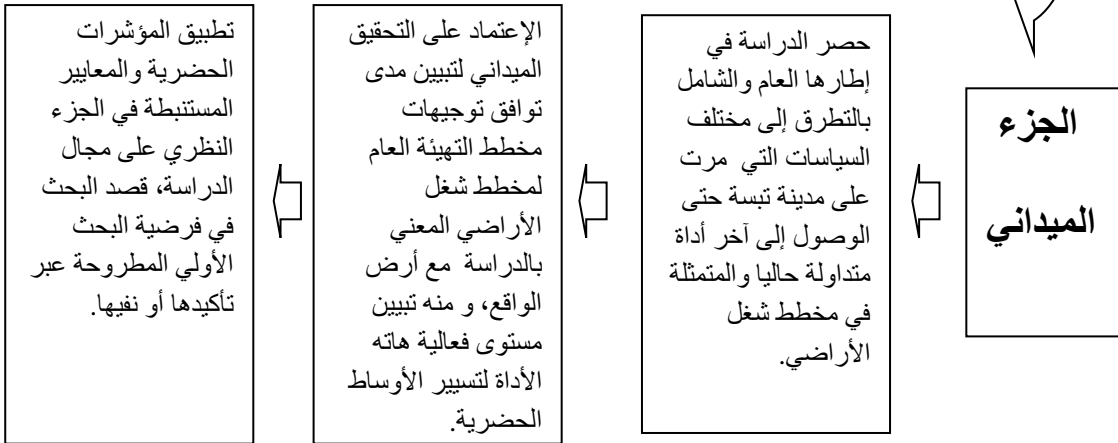 الجزء
الميداني
حصر الدراسة في
إطارها العام والشامل
بالتطرق إلى مختلف
السياسات التي مرت
على مدينة تبسة حتى
الوصول إلى آخر أداة
متداولة حاليا والمتمثلة
في مخطط شغل
الأراضي.
الإعتماد على التحقيق
الميداني لتبيين مدى
توافق توجيهات
مخطط التهيئة العام
لمخطط شغل
الأراضي المعني
بالدراسة مع أرض
الواقع، و منه تبيين
مستوى فعالية هاته
الأداة لتسيير الأوساط
الحضرية.
تطبيق المؤشرات
الحضرية والمعايير
المستنبطة في الجزء
النظري على مجال
الدراسة، قصد البحث
في فرضية البحث
الأولي المطروحة عبر
تأكيدها أو نفيها.